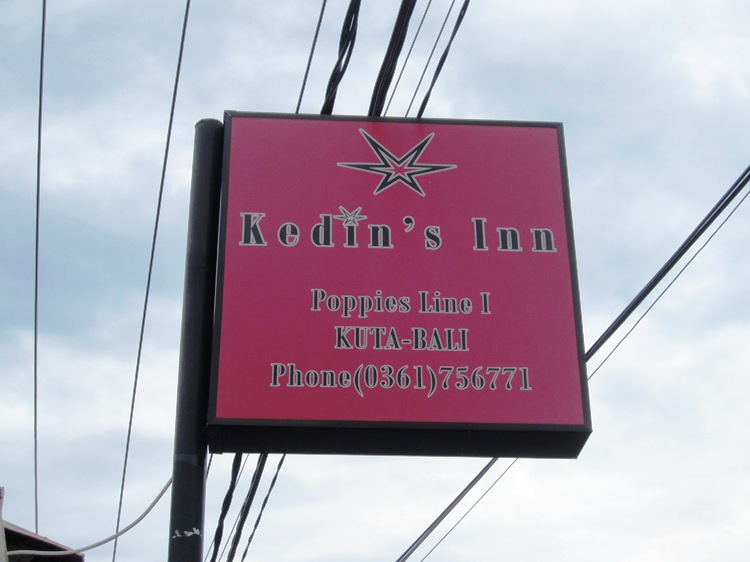 Kedin's Inn
Poppies Line I
KUTA-BALI
Phone(0361)756771